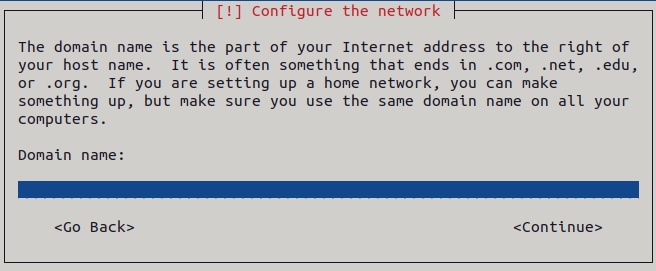 [!] Configure the network
The domain name is the part of your Internet address to the right of
your host name.  It is often something that ends in .com, .net, .edu,
or .org.  If you are setting up a home network, you can make
something up, but make sure you use the same domain name on all your
computers.
Domain name:
<Go Back> <Continue>